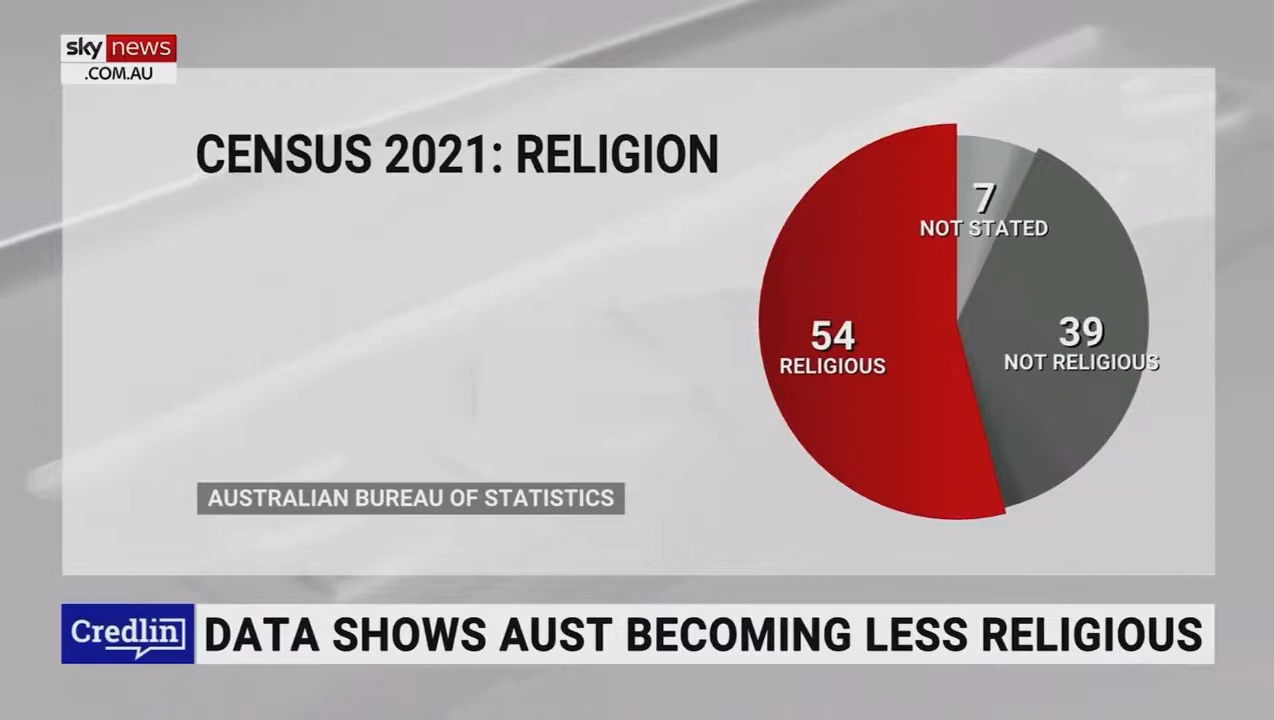 sky news
.COM.AU
CENSUS 2021: RELIGION
7
NOT STATED
54
RELIGIOUS
39
NOT RELIGIOUS
AUSTRALIAN BUREAU OF STATISTICS
Credlin
DATA SHOWS AUST BECOMING LESS RELIGIOUS